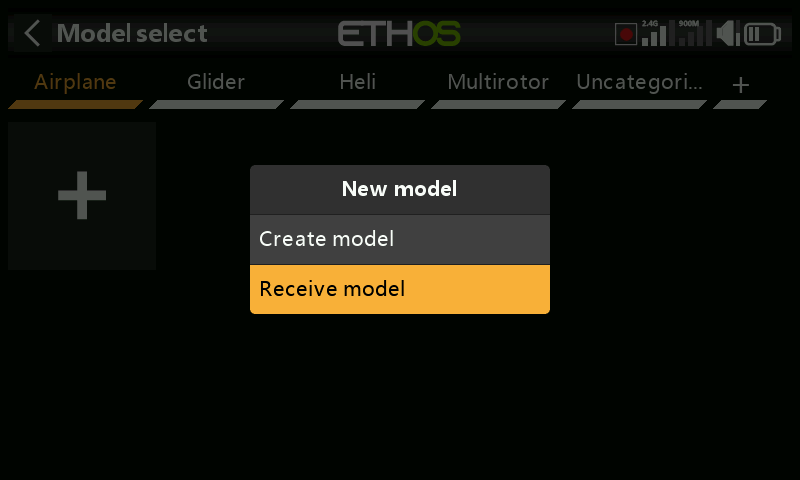 Model select
ETHOS
2.4G
900M
Airplane
Glider
Heli
Multirotor
Uncategori...
+
New model
Create model
Receive model